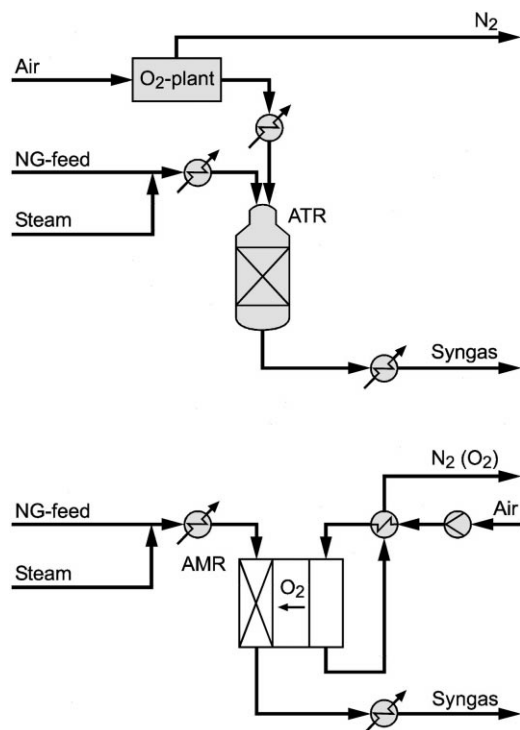 N2
Air
O2-plant
NG-feed
Steam
ATR
Syngas
N2 (O2)
NG-feed
Air
Steam
AMR
O2
Syngas